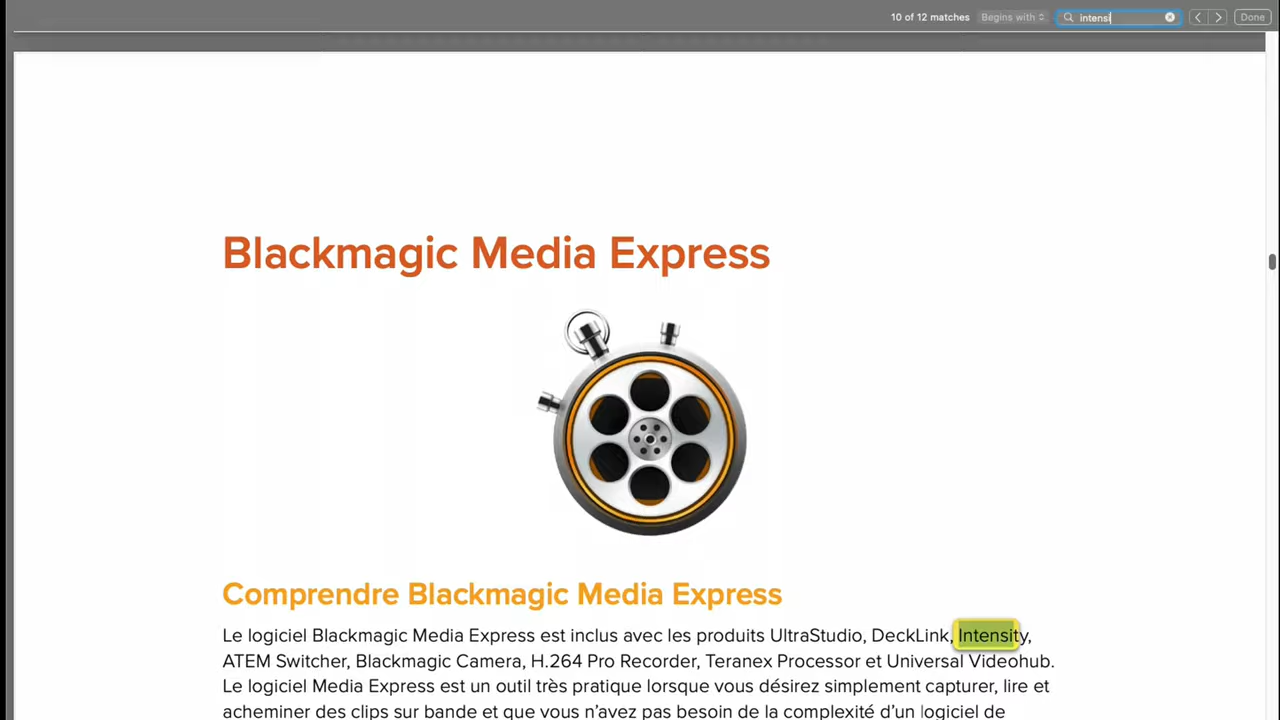 10 of 12 matches Begins with intensi Done
Blackmagic Media Express
Comprendre Blackmagic Media Express
Le logiciel Blackmagic Media Express est inclus avec les produits UltraStudio, DeckLink, Intensity,
ATEM Switcher, Blackmagic Camera, H.264 Pro Recorder, Teranex Processor et Universal Videohub.
Le logiciel Media Express est un outil très pratique lorsque vous désirez simplement capturer, lire et
acheminer des clips sur bande et que vous n’avez pas besoin de la complexité d’un logiciel de